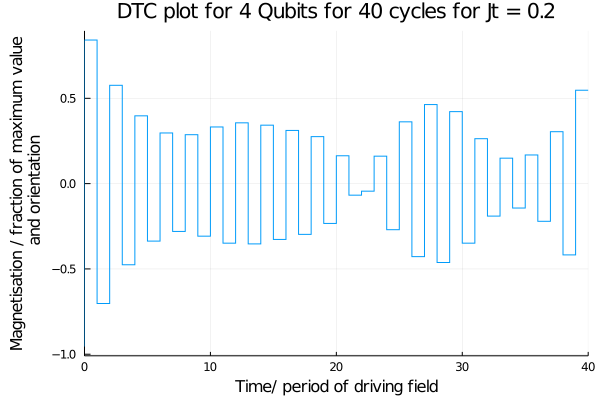 DTC plot for 4 Qubits for 40 cycles for Jt = 0.2
Magnetisation / fraction of maximum value
and orientation
0.5
0.0
−0.5
−1.0
0 10 20 30 40
Time/ period of driving field